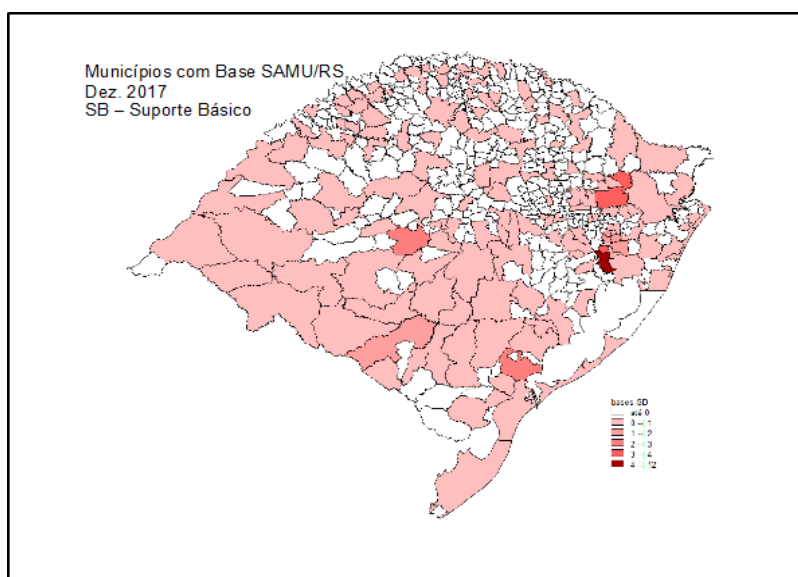 Municípios com Base SAMU/RS,
Dez. 2017
SB – Suporte Básico
bases SB
até 0
0 --| 1
1 --| 2
2 --| 3
3 --| 4
4 --| 12